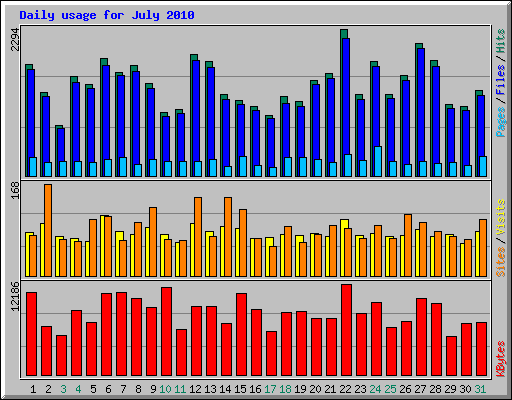 Daily usage for July 2010
2294
Pages / Files / Hits
168
Sites / Visits
12186
KBytes
1 2 3 4 5 6 7 8 9 10 11 12 13 14 15 16 17 18 19 20 21 22 23 24 25 26 27 28 29 30 31